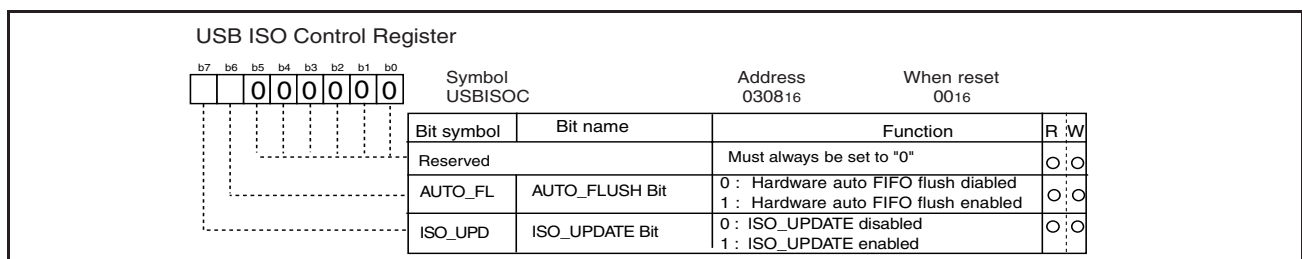 USB ISO Control Register
b7 b6 b5 b4 b3 b2 b1 b0
0 0 0 0 0 0
Symbol Address When reset
USBISOC 030816 0016
Bit symbol Bit name Function R W
Reserved Must always be set to "0" O O
AUTO_FL AUTO_FLUSH Bit 0 : Hardware auto FIFO flush diabled O O
1 : Hardware auto FIFO flush enabled
ISO_UPD ISO_UPDATE Bit 0 : ISO_UPDATE disabled O O
1 : ISO_UPDATE enabled